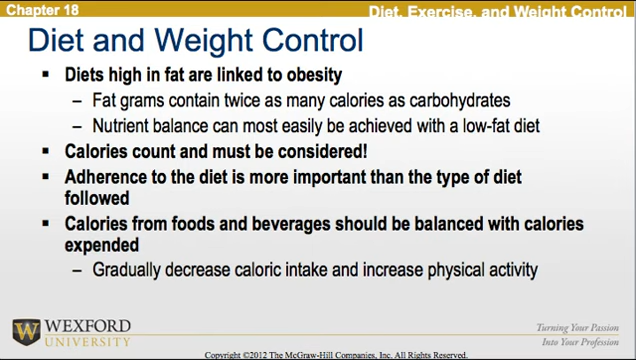 Chapter 18
Diet, Exercise, and Weight Control
Diet and Weight Control
▪ Diets high in fat are linked to obesity
– Fat grams contain twice as many calories as carbohydrates
– Nutrient balance can most easily be achieved with a low-fat diet
▪ Calories count and must be considered!
▪ Adherence to the diet is more important than the type of diet
followed
▪ Calories from foods and beverages should be balanced with calories
expended
– Gradually decrease caloric intake and increase physical activity
W WEXFORD
UNIVERSITY
Turning Your Passion
Into Your Profession
Copyright ©2012 The McGraw-Hill Companies, Inc. All Rights Reserved.